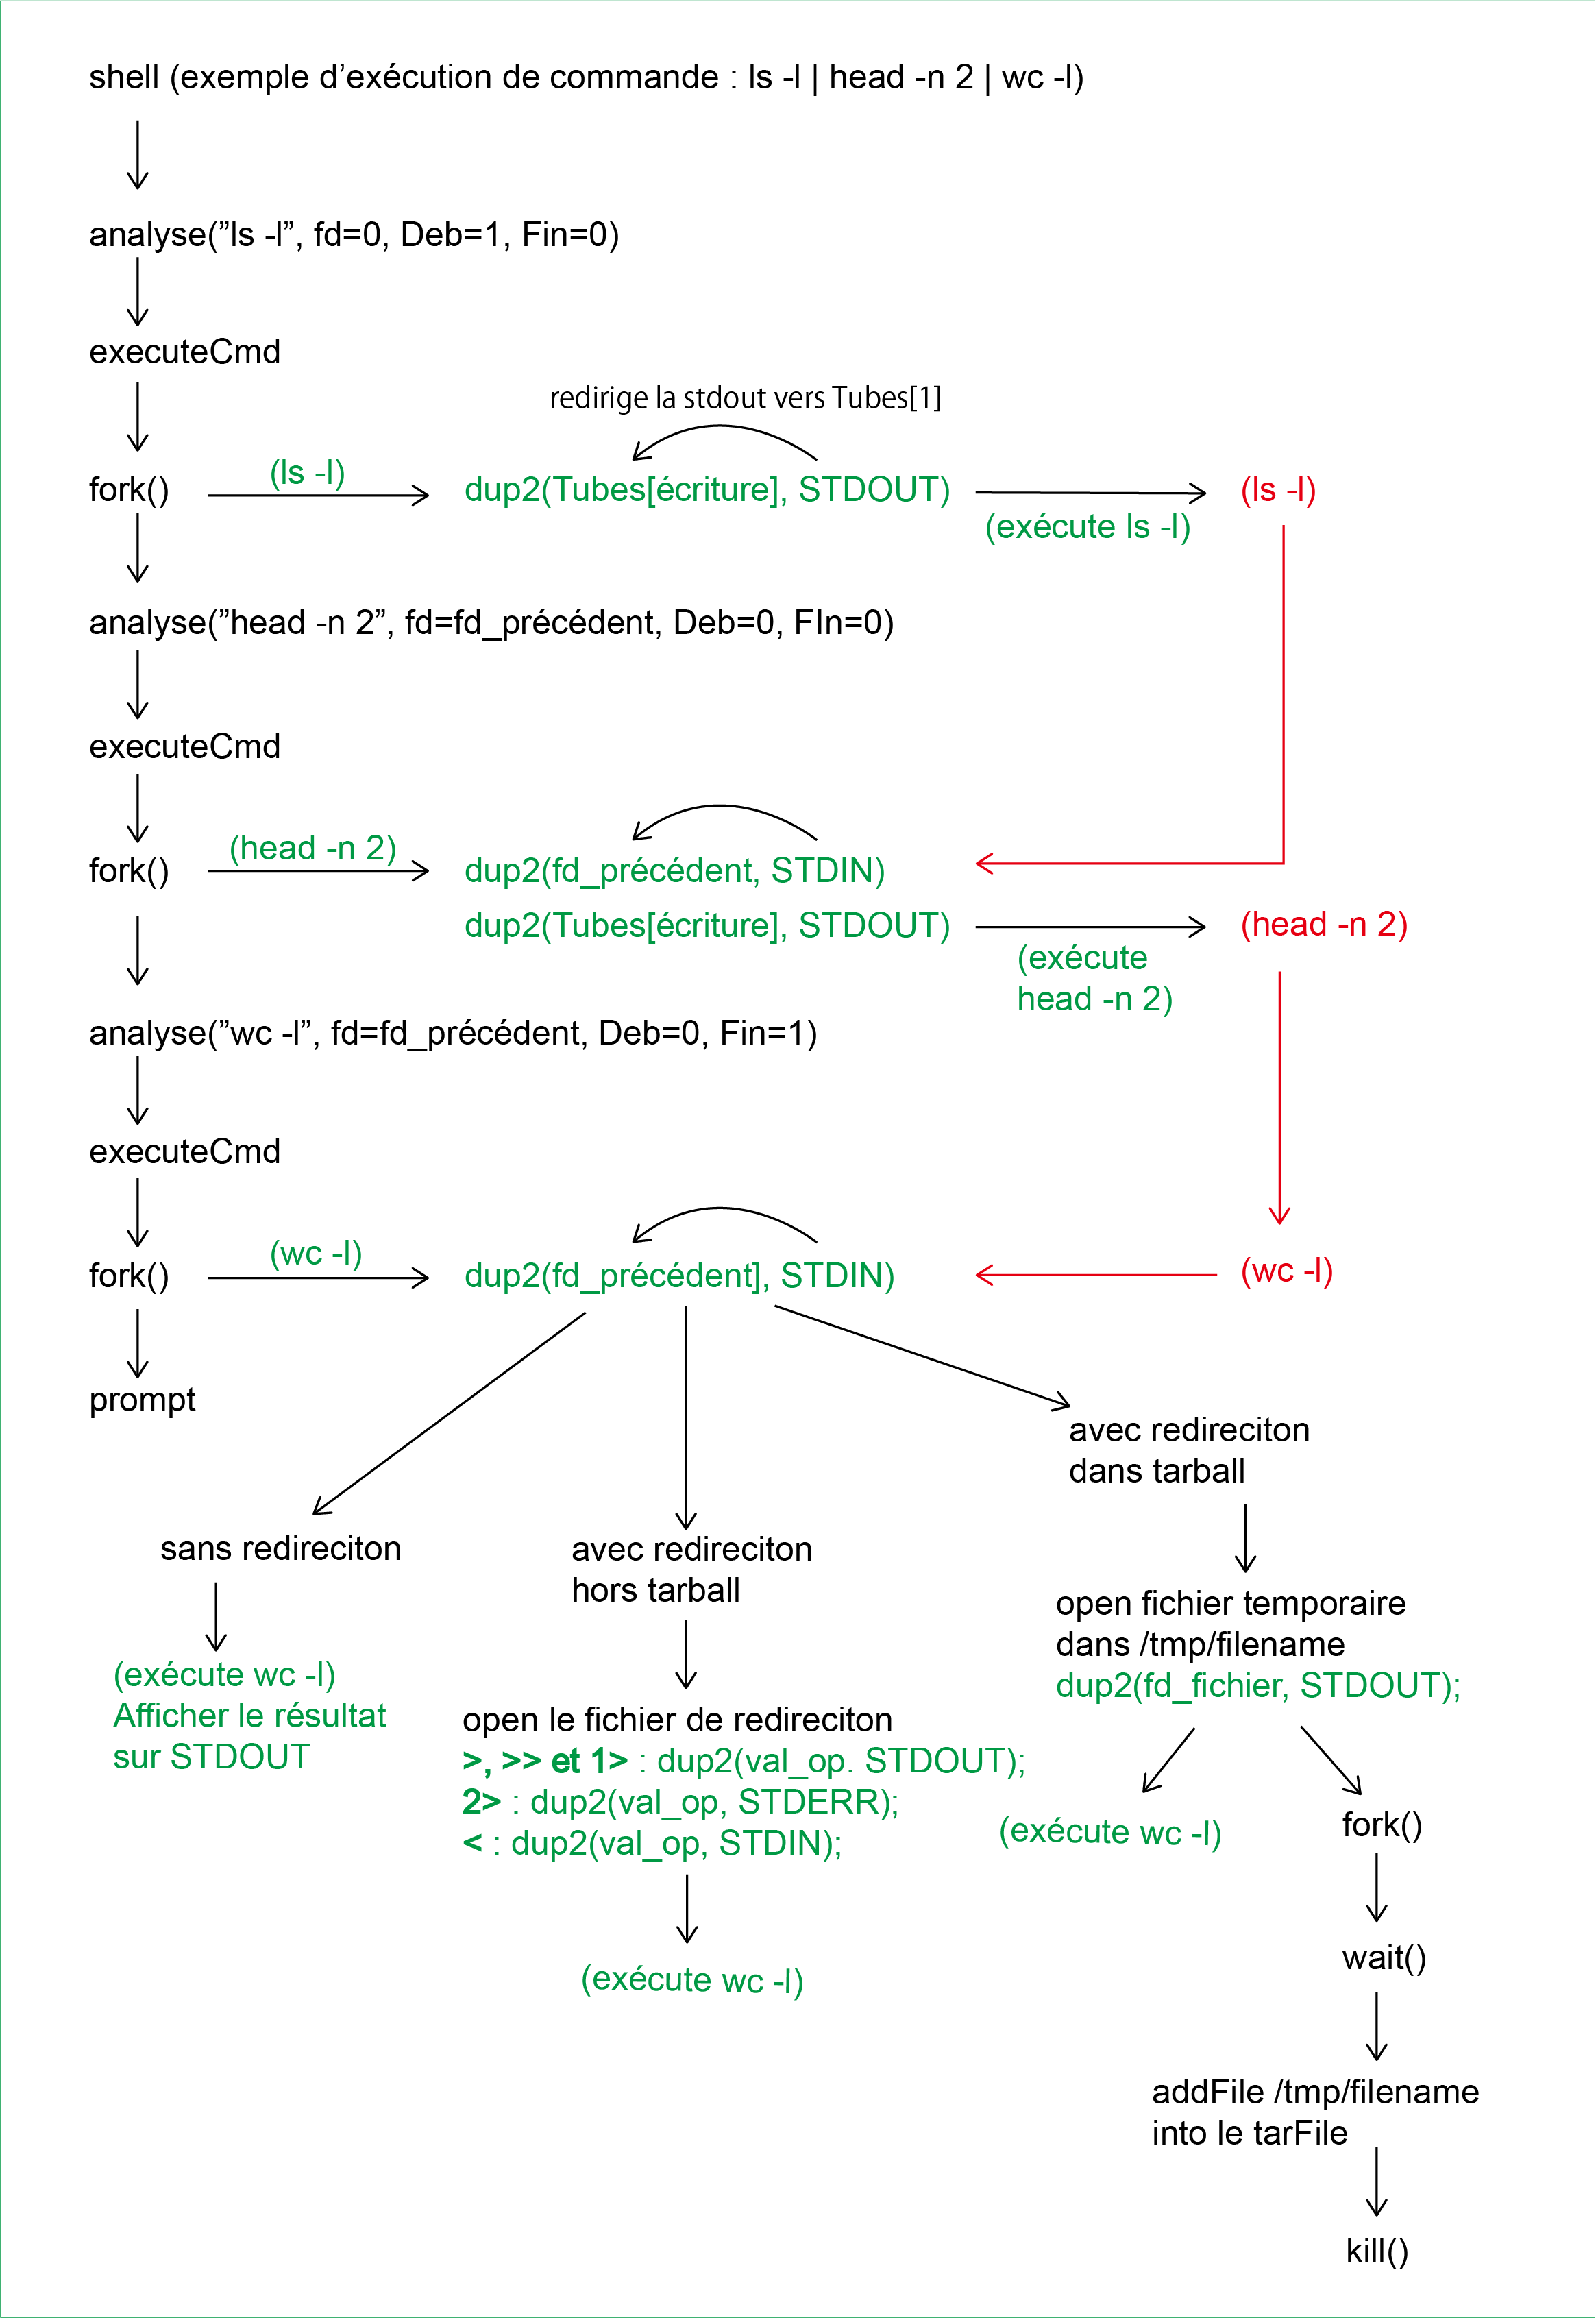 shell (exemple d’exécution de commande : ls -l | head -n 2 | wc -l)
analyse(”ls -l”, fd=0, Deb=1, Fin=0)
executeCmd
redirige la stdout vers Tubes[1]
fork()
(ls -l)
dup2(Tubes[écriture], STDOUT)
(exécute ls -l)
(ls -l)
analyse(”head -n 2”, fd=fd_précédent, Deb=0, FIn=0)
executeCmd
fork()
(head -n 2)
dup2(fd_précédent, STDIN)
dup2(Tubes[écriture], STDOUT)
(exécute
head -n 2)
(head -n 2)
analyse(”wc -l”, fd=fd_précédent, Deb=0, Fin=1)
executeCmd
fork()
(wc -l)
dup2(fd_précédent], STDIN)
(wc -l)
prompt
sans redireciton
(exécute wc -l)
Afficher le résultat
sur STDOUT
avec redireciton
hors tarball
open le fichier de redireciton
>, >> et 1> : dup2(val_op. STDOUT);
2> : dup2(val_op, STDERR);
< : dup2(val_op, STDIN);
(exécute wc -l)
avec redireciton
dans tarball
open fichier temporaire
dans /tmp/filename
dup2(fd_fichier, STDOUT);
(exécute wc -l)
fork()
wait()
addFile /tmp/filename
into le tarFile
kill()